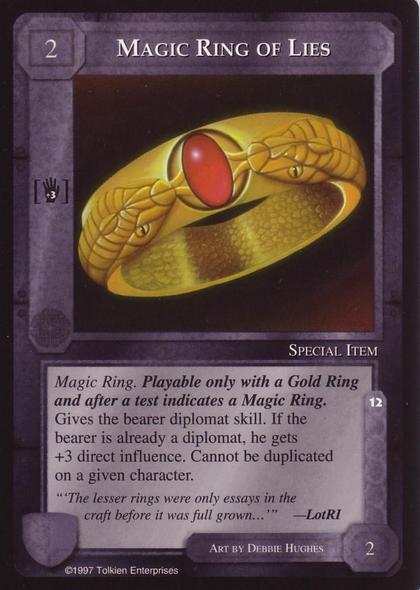 2
MAGIC RING OF LIES
[+3]
SPECIAL ITEM
Magic Ring. Playable only with a Gold Ring
and after a test indicates a Magic Ring.
Gives the bearer diplomat skill. If the
bearer is already a diplomat, he gets
+3 direct influence. Cannot be duplicated
on a given character.
12
“‘The lesser rings were only essays in the
craft before it was full grown...’” —LotRI
ART BY DEBBIE HUGHES
2
©1997 Tolkien Enterprises